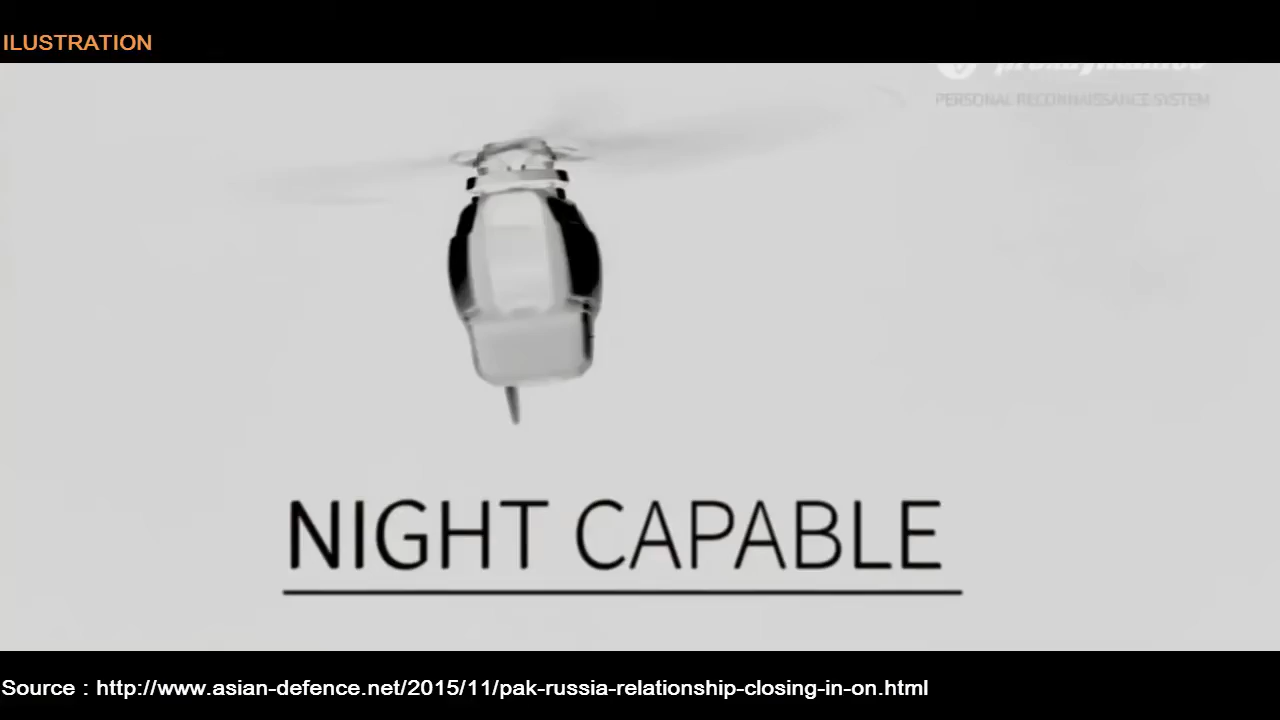 ILUSTRATION
PERSONAL RECONNAISSANCE SYSTEM
NIGHT CAPABLE
Source : http://www.asian-defence.net/2015/11/pak-russia-relationship-closing-in-on.html